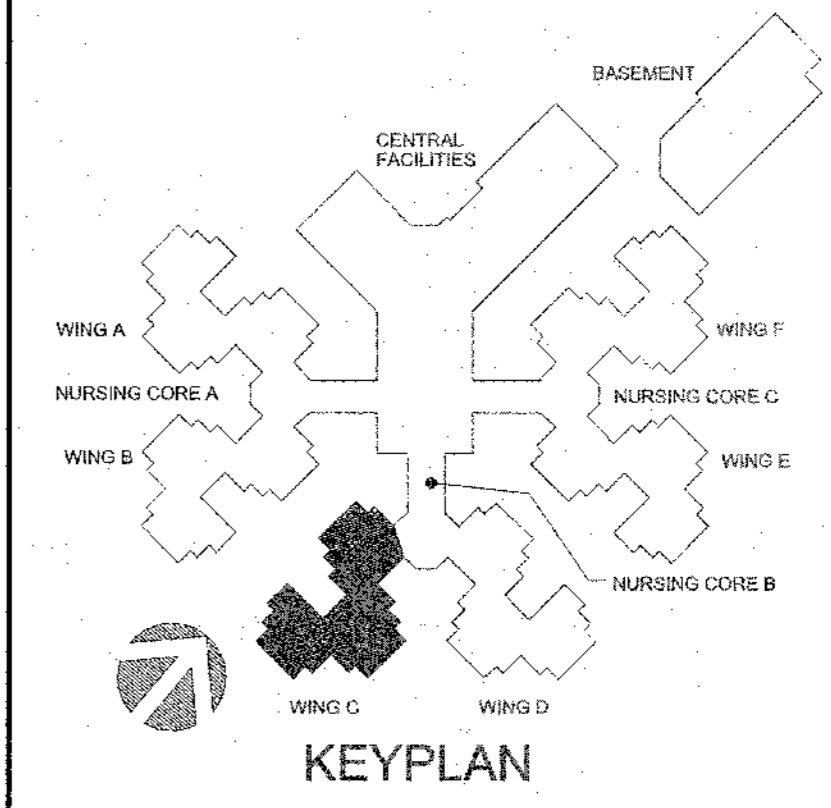 BASEMENT
CENTRAL
FACILITIES
WING A
WING F
NURSING CORE A
NURSING CORE C
WING B
WING E
NURSING CORE B
WING C
WING D
KEYPLAN